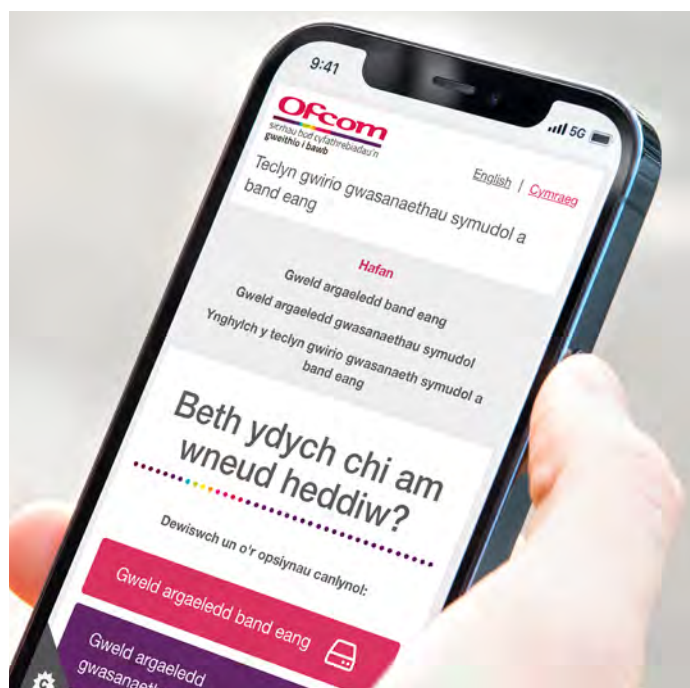 9:41
5G
Ofcom
sicrhau bod cyfathrebiadau'n
gweithio i bawb
English | Cymraeg
Teclyn gwirio gwasanaethau symudol a
band eang
Hafan
Gweld argaeledd band eang
Gweld argaeledd gwasanaethau symudol
Ynghylch y teclyn gwirio gwasanaeth symudol a
band eang
Beth ydych chi am
wneud heddiw?
Dewiswch un o'r opsiynau canlynol:
Gweld argaeledd band eang
Gweld argaeledd